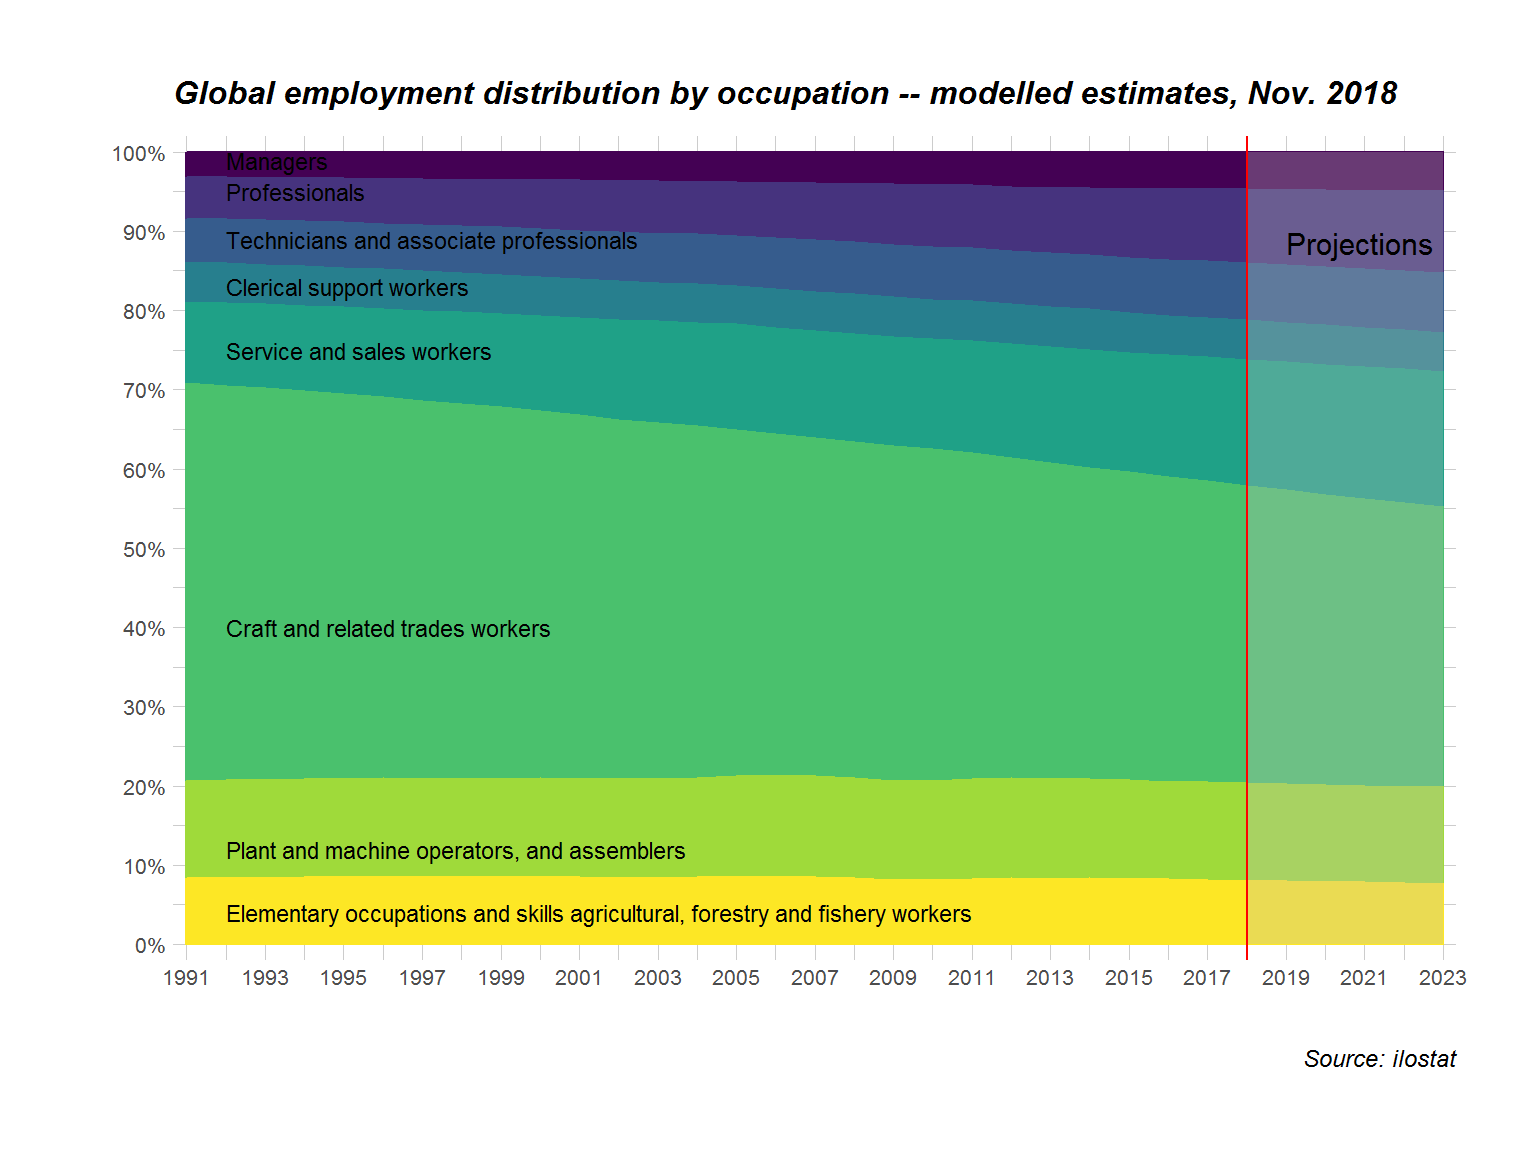 Global employment distribution by occupation -- modelled estimates, Nov. 2018
100%
90%
80%
70%
60%
50%
40%
30%
20%
10%
0%
Managers
Professionals
Technicians and associate professionals
Projections
Clerical support workers
Service and sales workers
Craft and related trades workers
Plant and machine operators, and assemblers
Elementary occupations and skills agricultural, forestry and fishery workers
1991 1993 1995 1997 1999 2001 2003 2005 2007 2009 2011 2013 2015 2017 2019 2021 2023
Source: ilostat